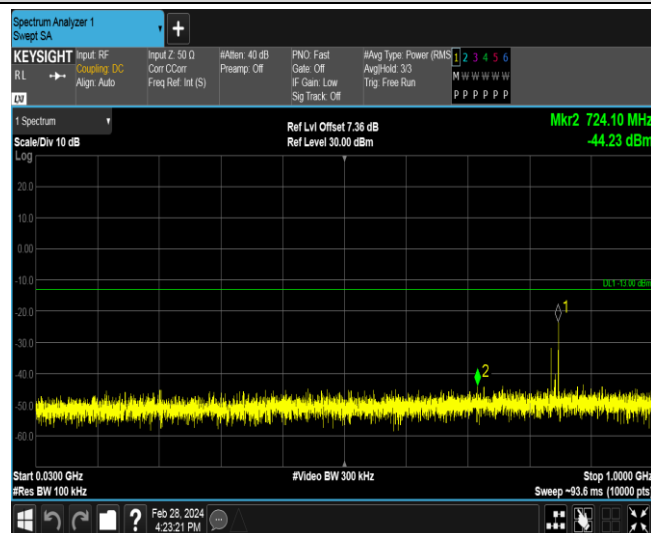 Spectrum Analyzer 1
Swept SA
+
KEYSIGHT Input: RF Input Z: 50 Ω #Atten: 40 dB PNO: Fast #Avg Type: Power (RMS 1 2 3 4 5 6
RL Coupling: DC Corr CCorr Preamp: Off Gate: Off Avg|Hold: 3/3 M W W W W W
Align: Auto Freq Ref: Int (S) IF Gain: Low Trig: Free Run
Sig Track: Off P P P P P P
LXI
1 Spectrum Ref Lvl Offset 7.36 dB Mkr2 724.10 MHz
Scale/Div 10 dB Ref Level 30.00 dBm -44.23 dBm
Log
20.0
10.0
0.00
-10.0 DL1 -13.00 dBm
-20.0 1
-30.0
-40.0 2
-50.0
-60.0
Start 0.0300 GHz #Video BW 300 kHz Stop 1.0000 GHz
#Res BW 100 kHz Sweep ~93.6 ms (10000 pts)
? Feb 28, 2024
4:23:21 PM